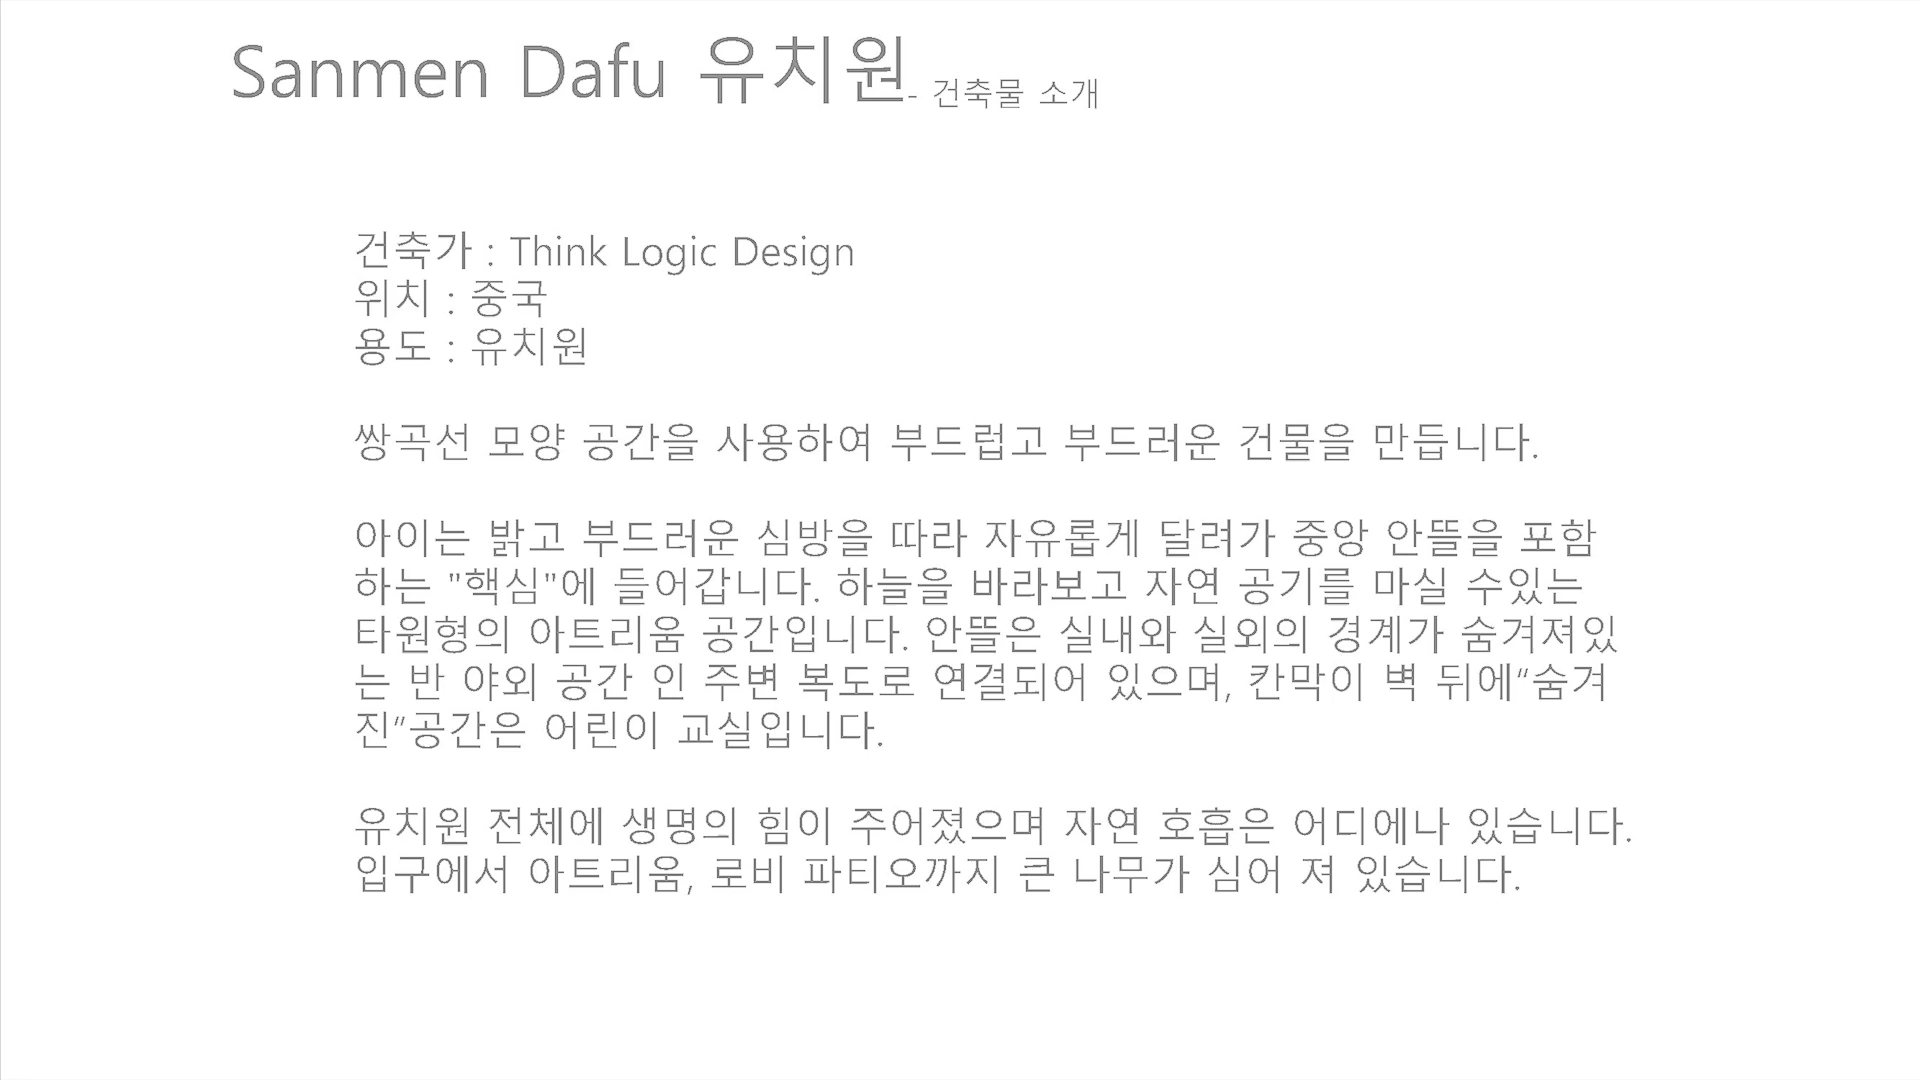 Sanmen Dafu 유치원- 건축물 소개
건축가 : Think Logic Design
위치 : 중국
용도 : 유치원
쌍곡선 모양 공간을 사용하여 부드럽고 부드러운 건물을 만듭니다.
아이는 밝고 부드러운 심방을 따라 자유롭게 달려가 중앙 안뜰을 포함
하는 "핵심"에 들어갑니다. 하늘을 바라보고 자연 공기를 마실 수있는
타원형의 아트리움 공간입니다. 안뜰은 실내와 실외의 경계가 숨겨져있
는 반 야외 공간 인 주변 복도로 연결되어 있으며, 칸막이 벽 뒤에“숨겨
진”공간은 어린이 교실입니다.
유치원 전체에 생명의 힘이 주어졌으며 자연 호흡은 어디에나 있습니다.
입구에서 아트리움, 로비 파티오까지 큰 나무가 심어 져 있습니다.